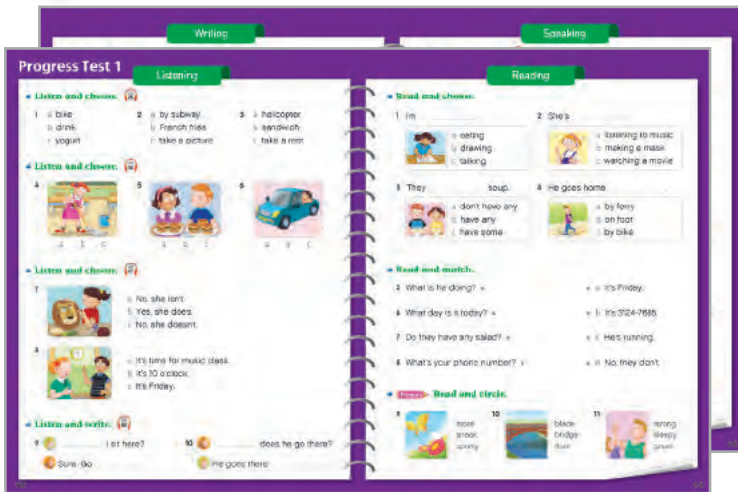 Writing
Speaking
Progress Test 1
Listening
Listen and choose.
1 a bike
b drink
c yogurt
2 a by subway
b French fries
c take a picture
3 a helicopter
b sandwich
c take a rest
Listen and choose.
4
a b c
5
a b c
6
a b c
Listen and choose.
7
a No, she isn't.
b Yes, she does.
c No, she doesn't.
8
a It's time for music class.
b It's 10 o'clock.
c It's Friday.
Listen and write.
9 I sit here?
Sure. Go
10 does he go there?
He goes there
Reading
Read and choose.
1 I'm
a eating
b drawing
c talking
2 She's
a listening to music
b making a mask
c watching a movie
3 They soup.
a don't have any
b have any
c have some
4 He goes home
a by ferry
b on foot
c by bike
Read and match.
5 What is he doing?
a It's Friday.
6 What day is it today?
b It's 3124-7685.
7 Do they have any salad?
c He's running.
8 What's your phone number?
d No, they don't.
Phonics Read and circle.
9
sneak
spring
10
blade
bridge
11
strong
sleepy